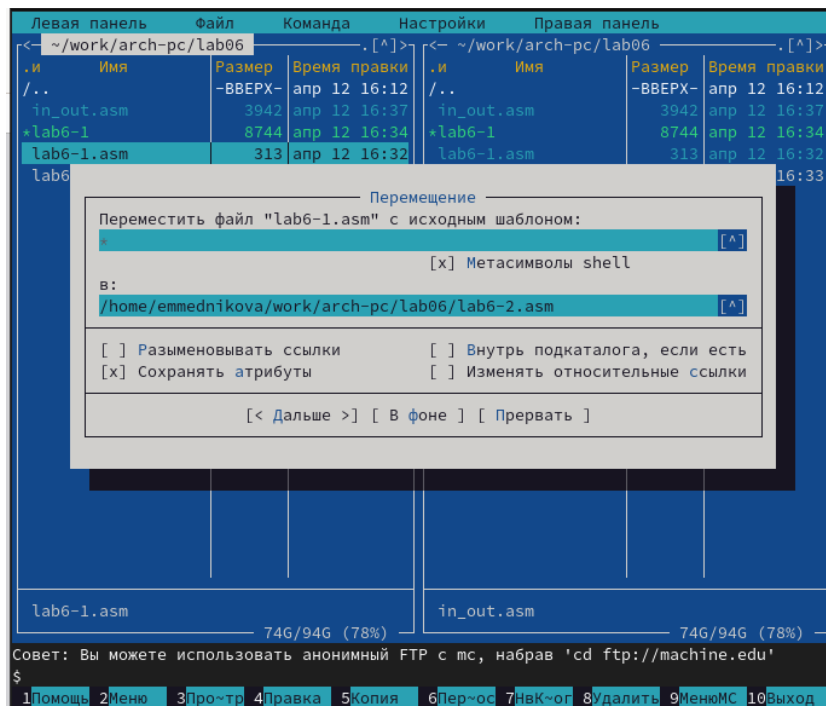 Левая панель Файл Команда Настройки Правая панель
<— ~/work/arch-pc/lab06 .[^]> <— ~/work/arch-pc/lab06 .[^]>
.и Имя Размер Время правки .и Имя Размер Время правки
/.. -ВВЕРХ- апр 12 16:12 /.. -ВВЕРХ- апр 12 16:12
in_out.asm 3942 апр 12 16:37 in_out.asm 3942 апр 12 16:37
*lab6-1 8744 апр 12 16:34 *lab6-1 8744 апр 12 16:34
lab6-1.asm 313 апр 12 16:32 lab6-1.asm 313 апр 12 16:32
lab6 16:33
Перемещение
Переместить файл "lab6-1.asm" с исходным шаблоном:
* [^]
[x] Метасимволы shell
в:
/home/emmednikova/work/arch-pc/lab06/lab6-2.asm [^]
[ ] Разыменовывать ссылки [ ] Внутрь подкаталога, если есть
[x] Сохранять атрибуты [ ] Изменять относительные ссылки
[< Дальше >] [ В фоне ] [ Прервать ]
lab6-1.asm in_out.asm
74G/94G (78%) 74G/94G (78%)
Совет: Вы можете использовать анонимный FTP с mc, набрав 'cd ftp://machine.edu'
$
1Помощь 2Меню 3Про~тр 4Правка 5Копия 6Пер~ос 7НвК~ог 8Удалить 9МенюМС 10Выход